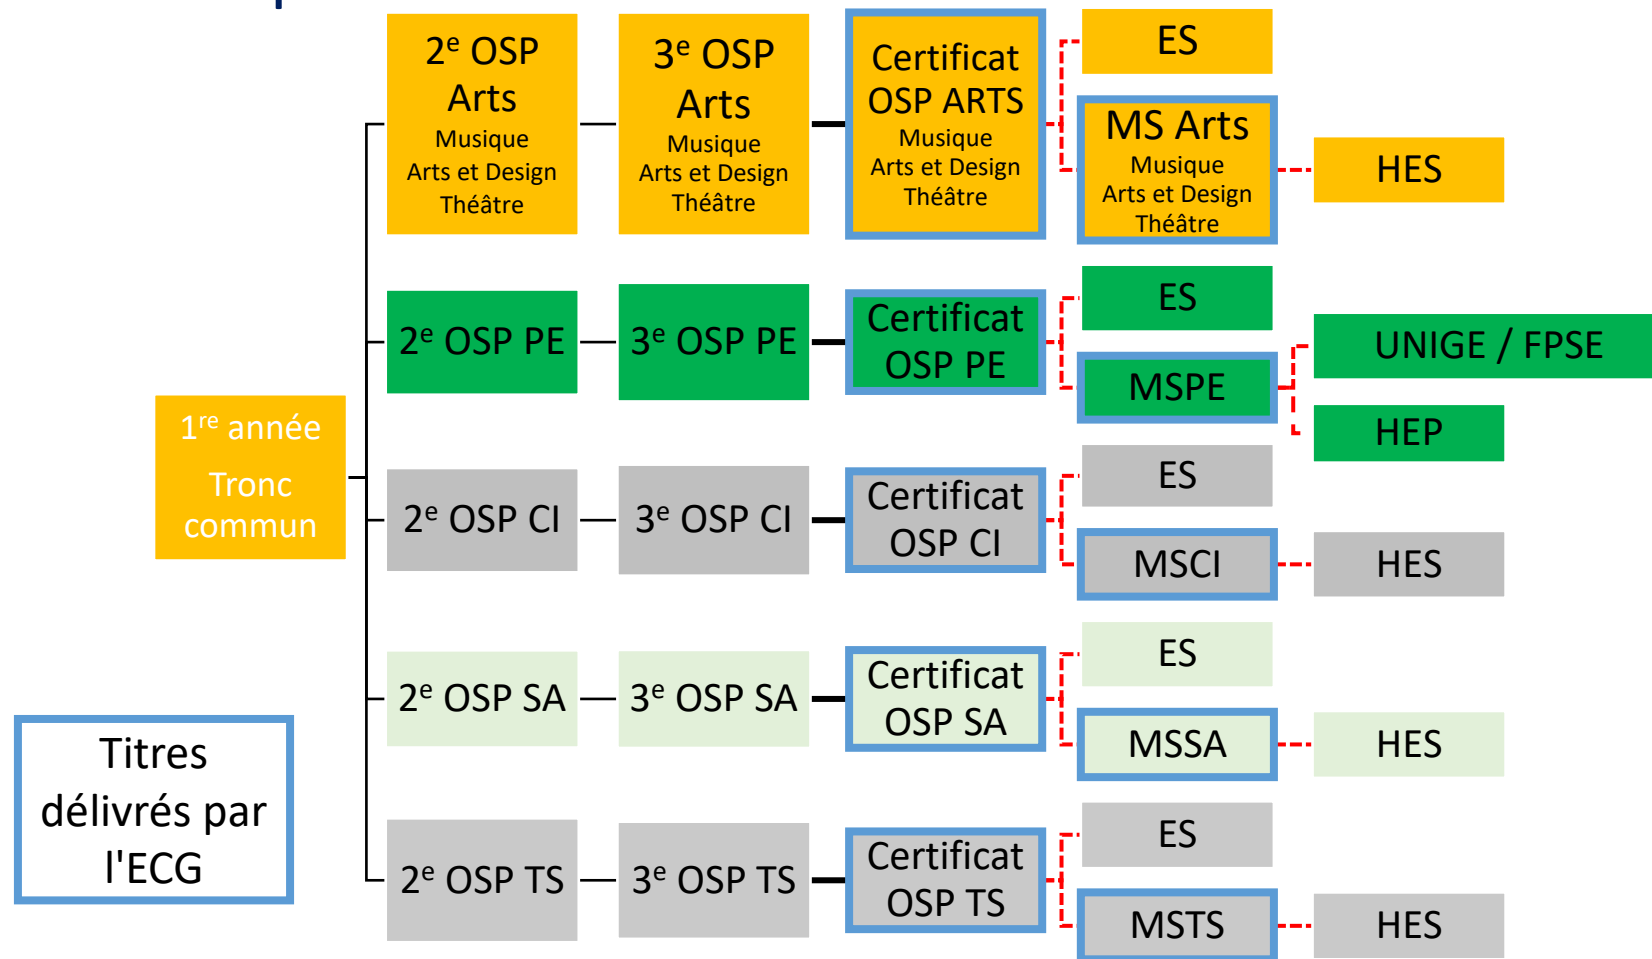 2e OSP
Arts
Musique
Arts et Design
Théâtre
3e OSP
Arts
Musique
Arts et Design
Théâtre
Certificat
OSP ARTS
Musique
Arts et Design
Théâtre
ES
MS Arts
Musique
Arts et Design
Théâtre
HES
2e OSP PE
3e OSP PE
Certificat
OSP PE
ES
MSPE
UNIGE / FPSE
HEP
1re année
Tronc
commun
2e OSP CI
3e OSP CI
Certificat
OSP CI
ES
MSCI
HES
2e OSP SA
3e OSP SA
Certificat
OSP SA
ES
MSSA
HES
Titres
délivrés par
l'ECG
2e OSP TS
3e OSP TS
Certificat
OSP TS
ES
MSTS
HES